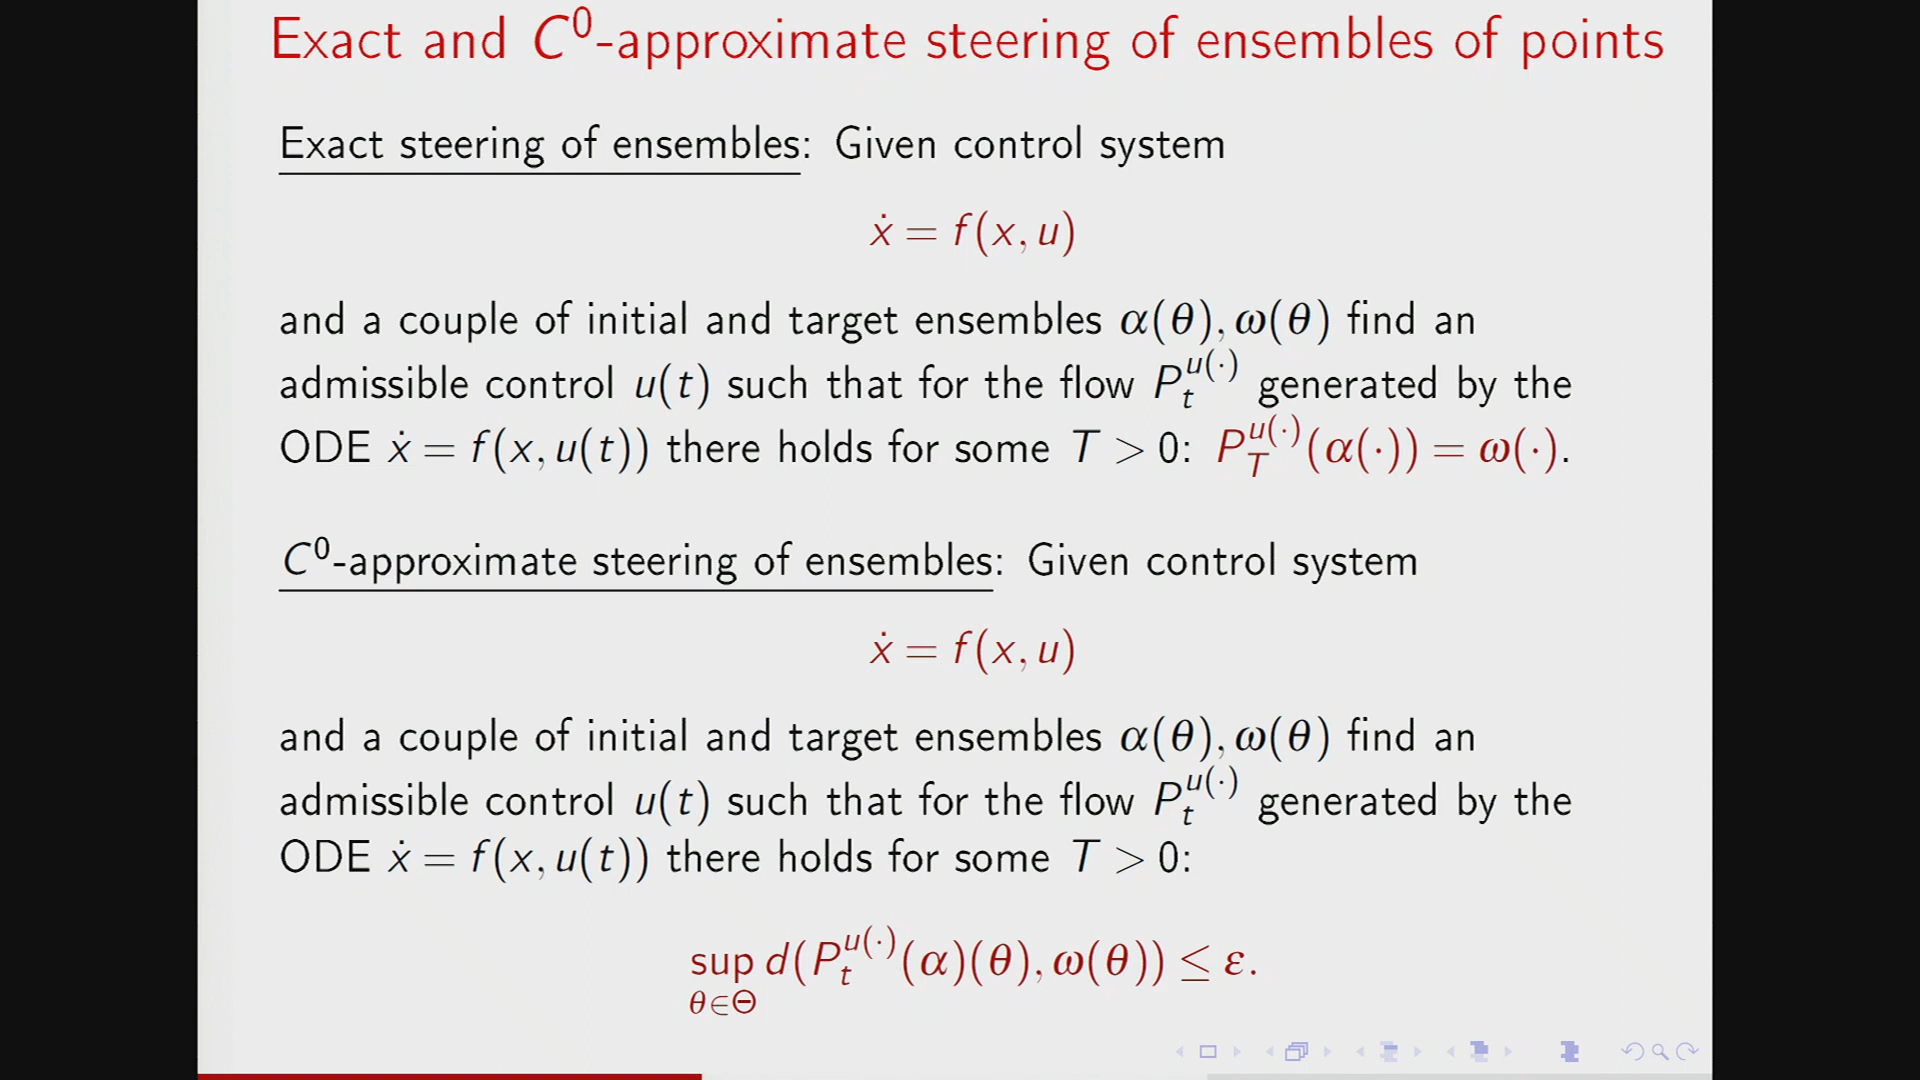 Exact and C⁰-approximate steering of ensembles of points
Exact steering of ensembles: Given control system
ẋ = f(x, u)
and a couple of initial and target ensembles α(θ), ω(θ) find an
admissible control u(t) such that for the flow P_t^{u(·)} generated by the
ODE ẋ = f(x, u(t)) there holds for some T > 0: P_T^{u(·)}(α(·)) = ω(·).
C⁰-approximate steering of ensembles: Given control system
ẋ = f(x, u)
and a couple of initial and target ensembles α(θ), ω(θ) find an
admissible control u(t) such that for the flow P_t^{u(·)} generated by the
ODE ẋ = f(x, u(t)) there holds for some T > 0:
sup_{θ∈Θ} d(P_t^{u(·)}(α)(θ), ω(θ)) ≤ ε.